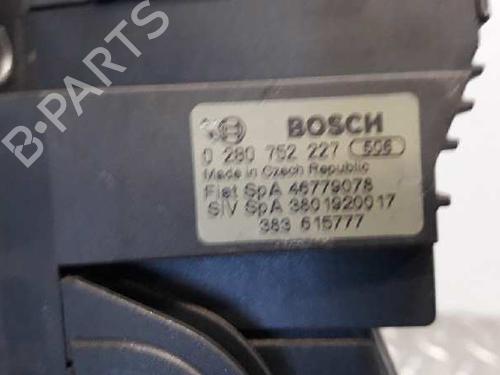 BOSCH
0 280 752 227 506
Made in Czech Republic
Fiat SpA 46779078
SIV SpA 3801920017
383 615777
B-PARTS